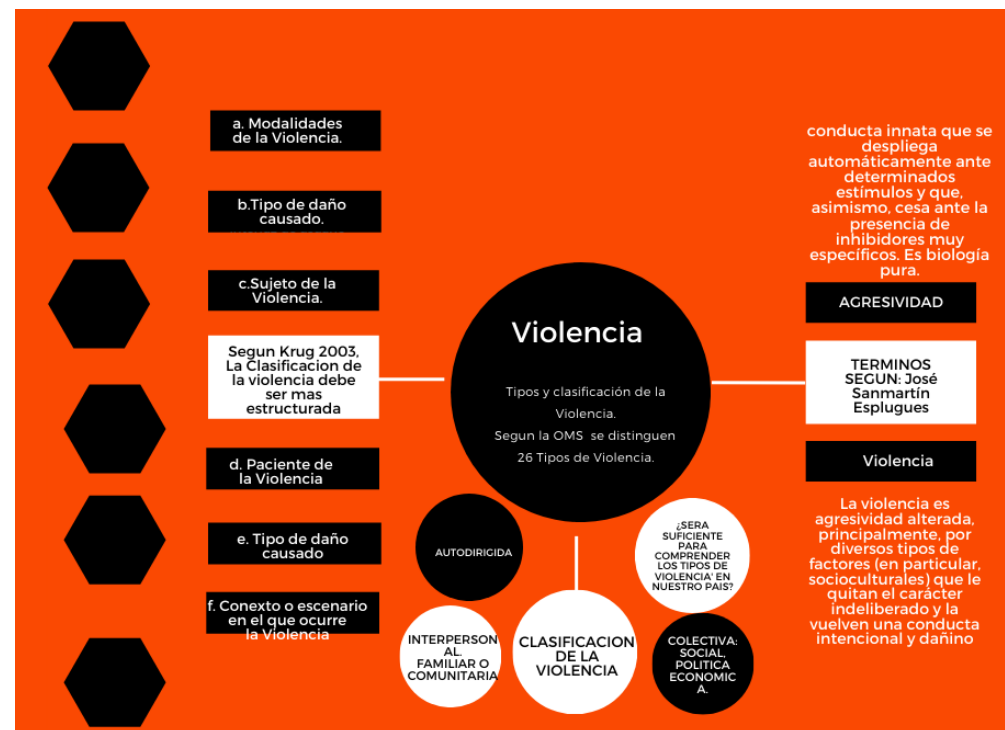 a. Modalidades
de la Violencia.
b.Tipo de daño
causado.
c.Sujeto de la
Violencia.
Segun Krug 2003,
La Clasificacion de
la violencia debe
ser mas
estructurada
d. Paciente de
la Violencia
e. Tipo de daño
causado
f. Conexto o escenario
en el que ocurre
la Violencia
Violencia
Tipos y clasificación de la
Violencia.
Segun la OMS se distinguen
26 Tipos de Violencia.
AUTODIRIGIDA
¿SERA
SUFICIENTE
PARA
COMPRENDER
LOS TIPOS DE
VIOLENCIA' EN
NUESTRO PAIS?
INTERPERSON
AL.
FAMILIAR O
COMUNITARIA
CLASIFICACION
DE LA
VIOLENCIA
COLECTIVA:
SOCIAL,
POLITICA
ECONOMIC
A.
conducta innata que se
despliega
automáticamente ante
determinados
estímulos y que,
asimismo, cesa ante la
presencia de
inhibidores muy
específicos. Es biología
pura.
AGRESIVIDAD
TERMINOS
SEGUN: José
Sanmartín
Esplugues
Violencia
La violencia es
agresividad alterada,
principalmente, por
diversos tipos de
factores (en particular,
socioculturales) que le
quitan el carácter
indeliberado y la
vuelven una conducta
intencional y dañino